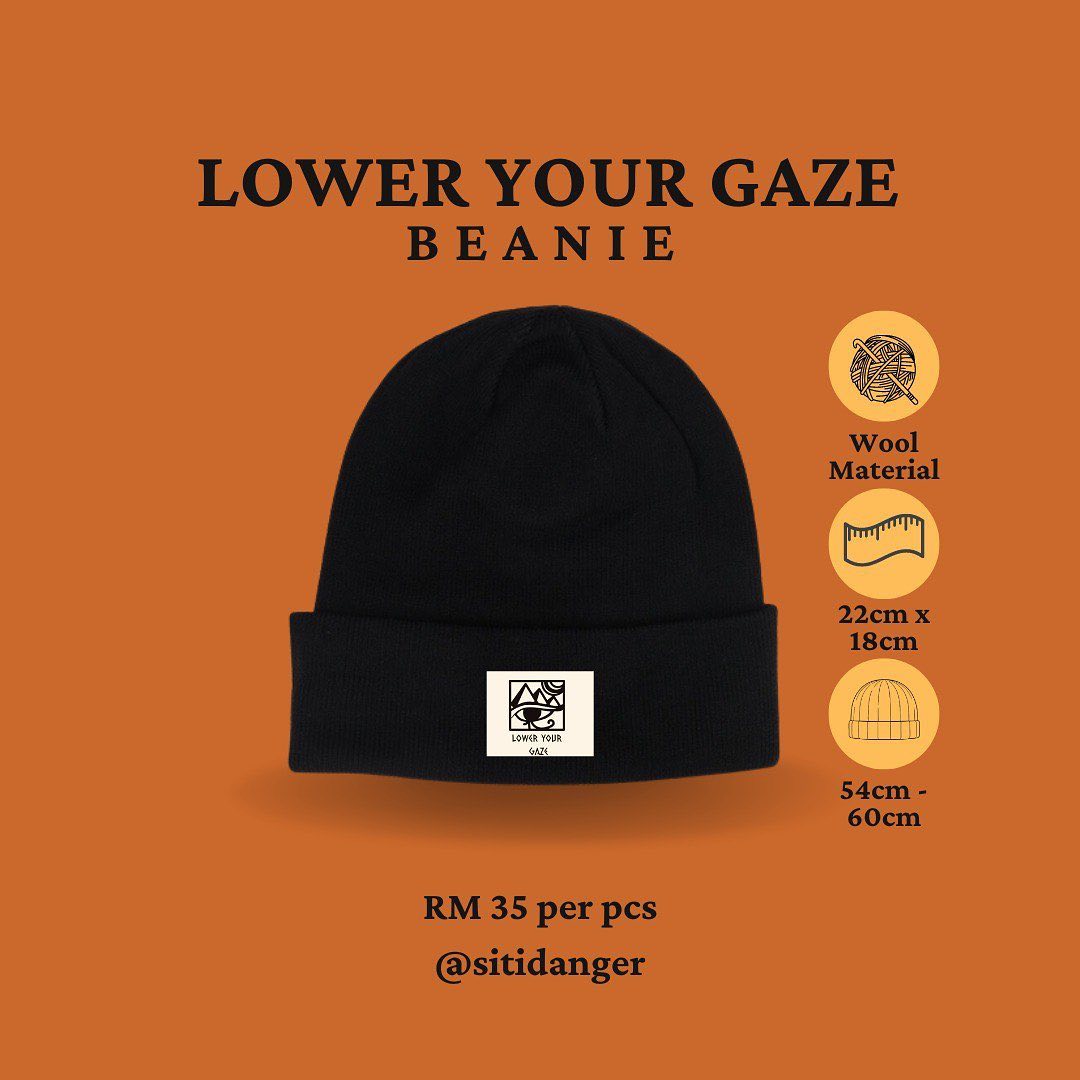 LOWER YOUR GAZE
BEANIE
Wool
Material
22cm x
18cm
54cm -
60cm
LOWER YOUR
GAZE
RM 35 per pcs
@sitidanger